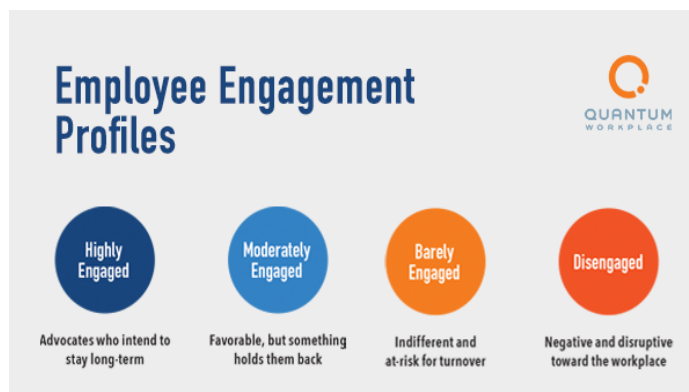 Employee Engagement
Profiles
QUANTUM
WORKPLACE
Highly
Engaged
Moderately
Engaged
Barely
Engaged
Disengaged
Advocates who intend to
stay long-term
Favorable, but something
holds them back
Indifferent and
at-risk for turnover
Negative and disruptive
toward the workplace